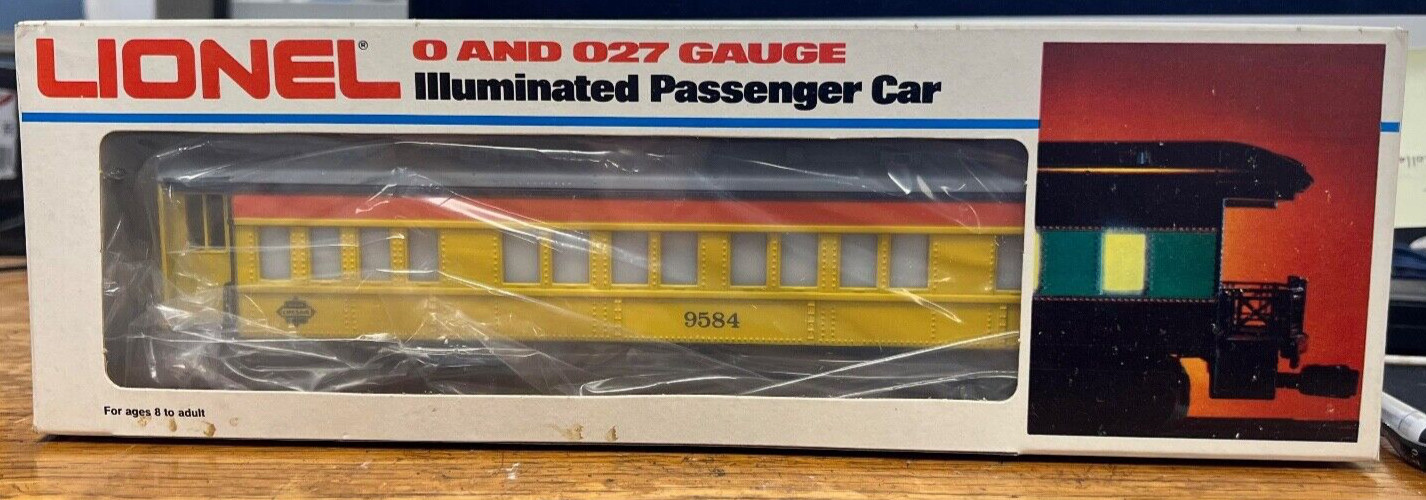 LIONEL®
O AND O27 GAUGE
Illuminated Passenger Car
9584
For ages 8 to adult